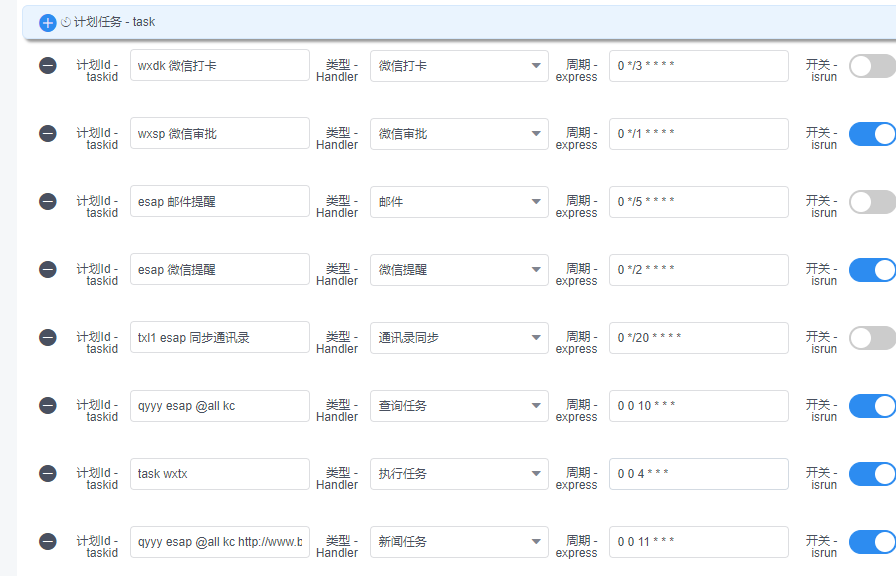 计划任务 - task
计划Id - taskid wxdk 微信打卡 类型 - Handler 微信打卡 周期 - express 0 */3 * * * * 开关 - isrun
计划Id - taskid wxsp 微信审批 类型 - Handler 微信审批 周期 - express 0 */1 * * * * 开关 - isrun
计划Id - taskid esap 邮件提醒 类型 - Handler 邮件 周期 - express 0 */5 * * * * 开关 - isrun
计划Id - taskid esap 微信提醒 类型 - Handler 微信提醒 周期 - express 0 */2 * * * * 开关 - isrun
计划Id - taskid txl1 esap 同步通讯录 类型 - Handler 通讯录同步 周期 - express 0 */20 * * * * 开关 - isrun
计划Id - taskid qyyy esap @all kc 类型 - Handler 查询任务 周期 - express 0 0 10 * * * 开关 - isrun
计划Id - taskid task wxtx 类型 - Handler 执行任务 周期 - express 0 0 4 * * * 开关 - isrun
计划Id - taskid qyyy esap @all kc http://www.b 类型 - Handler 新闻任务 周期 - express 0 0 11 * * * 开关 - isrun